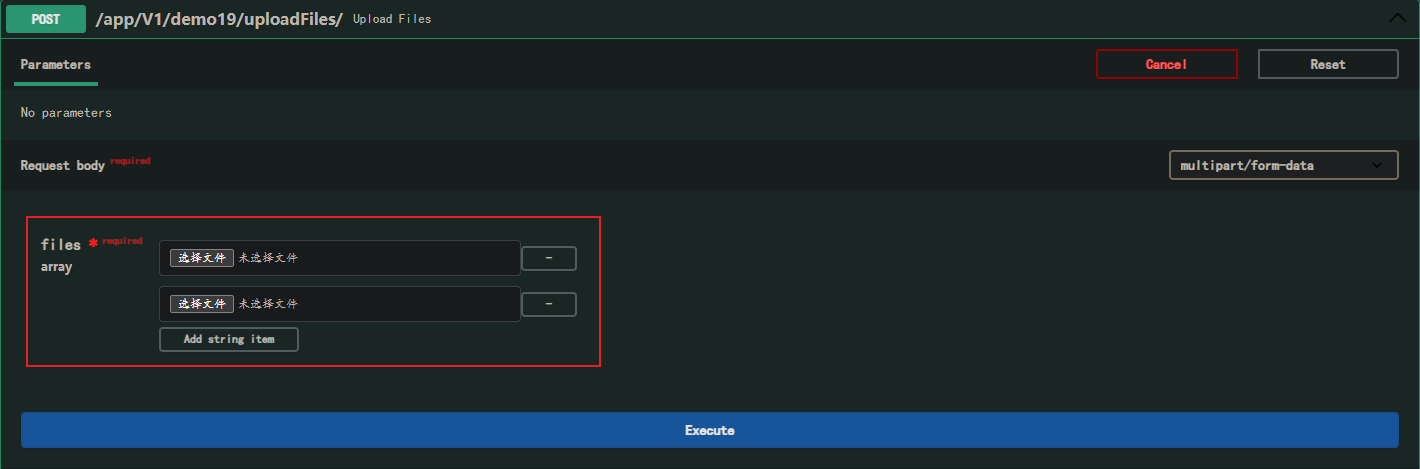 POST /app/V1/demo19/uploadFiles/ Upload Files
Parameters Cancel Reset
No parameters
Request body required multipart/form-data
files * required 选择文件 未选择文件 -
array
选择文件 未选择文件 -
Add string item
Execute